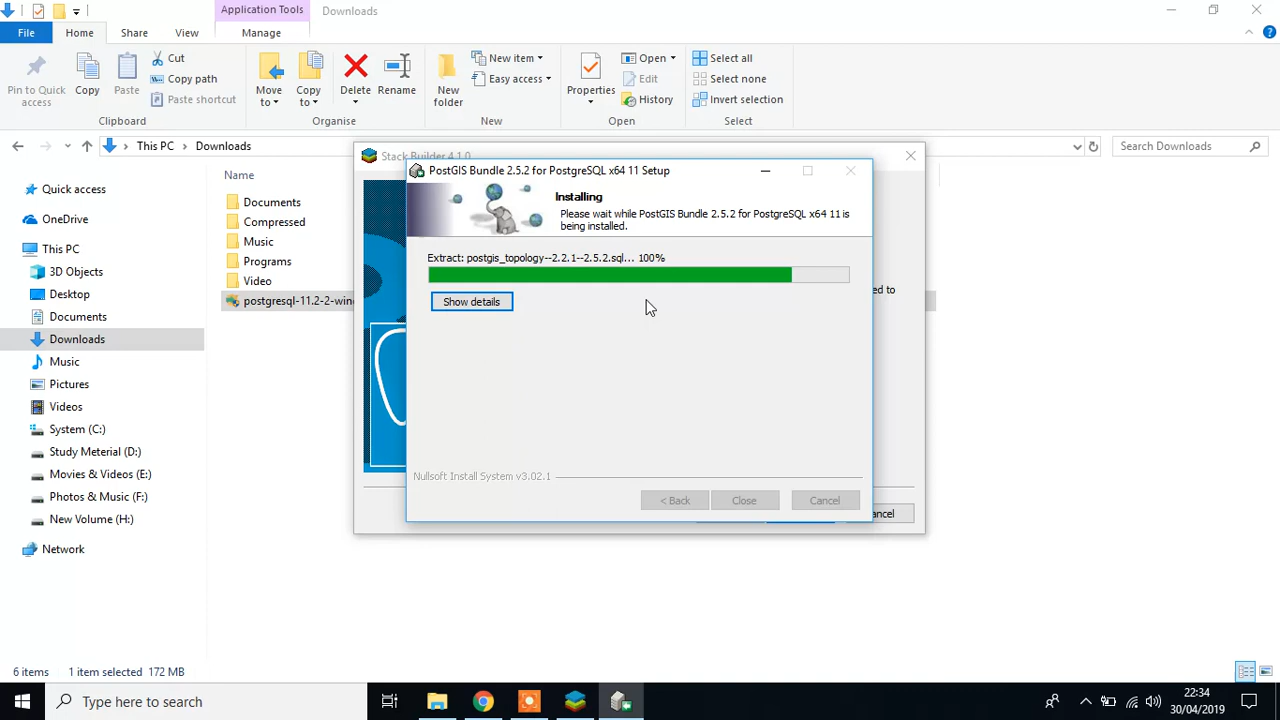 Application Tools
Downloads
File
Home
Share
View
Manage
Pin to Quick access
Copy
Paste
Cut
Copy path
Paste shortcut
Clipboard
Move to
Copy to
Delete
Rename
Organise
New folder
New item
Easy access
New
Properties
Open
Edit
History
Open
Select all
Select none
Invert selection
Select
This PC
Downloads
Search Downloads
Quick access
OneDrive
This PC
3D Objects
Desktop
Documents
Downloads
Music
Pictures
Videos
System (C:)
Study Meterial (D:)
Movies & Videos (E:)
Photos & Music (F:)
New Volume (H:)
Network
Name
Documents
Compressed
Music
Programs
Video
postgresql-11.2-2-win
Stack Builder 4.1.0
ed to
ancel
PostGIS Bundle 2.5.2 for PostgreSQL x64 11 Setup
Installing
Please wait while PostGIS Bundle 2.5.2 for PostgreSQL x64 11 is
being installed.
Extract: postgis_topology--2.2.1--2.5.2.sql... 100%
Show details
Nullsoft Install System v3.02.1
< Back
Close
Cancel
6 items
1 item selected 172 MB
Type here to search
22:34
30/04/2019